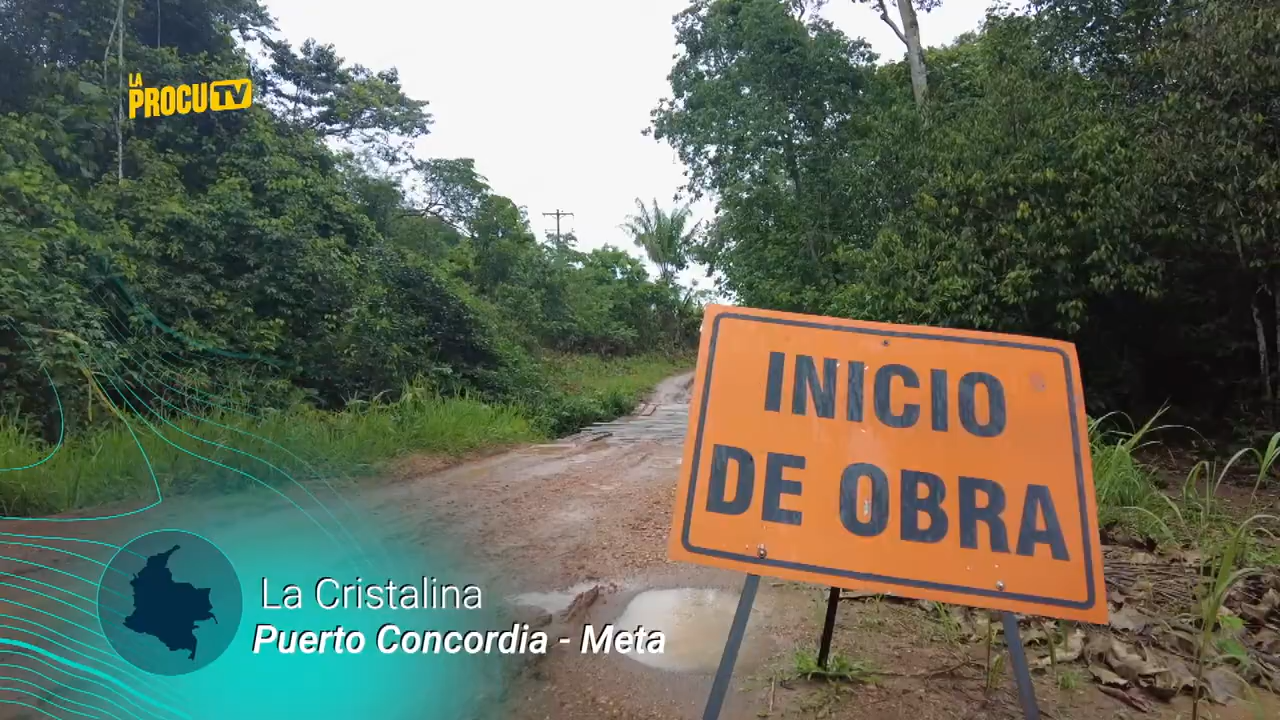 LA
PROCU TV
INICIO
DE OBRA
La Cristalina
Puerto Concordia - Meta